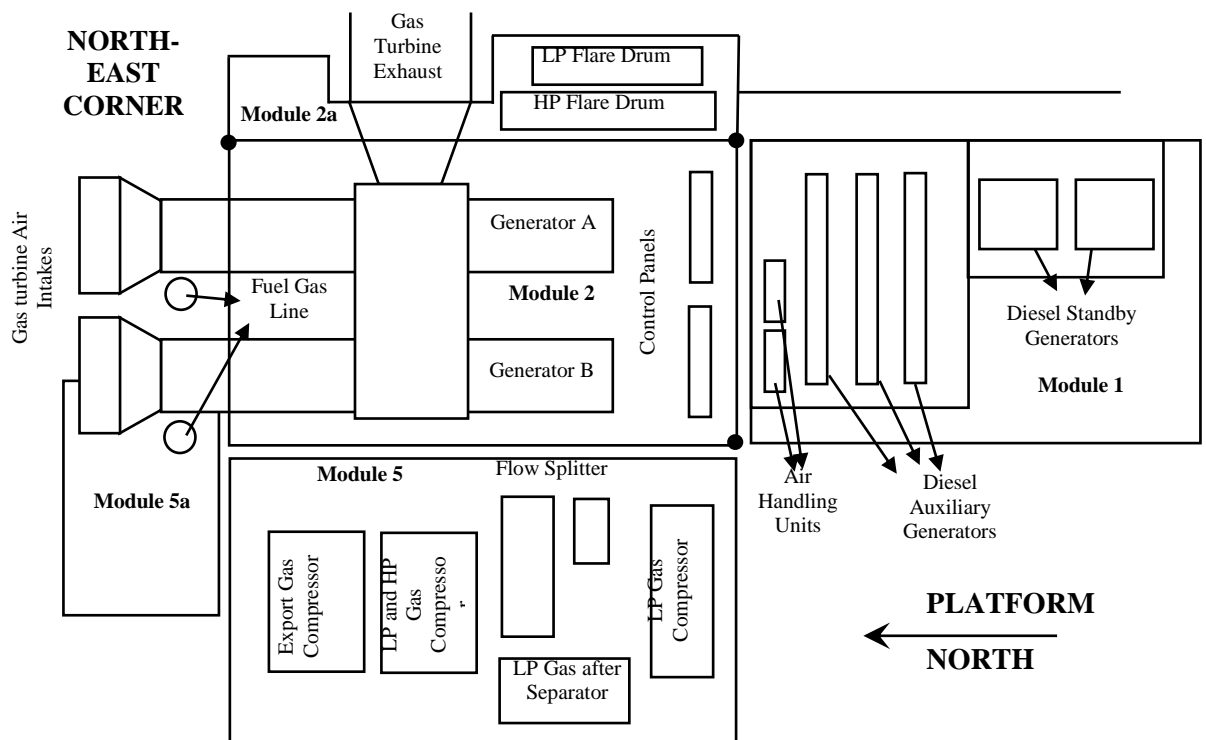 NORTH-
EAST
CORNER
Gas
Turbine
Exhaust
LP Flare Drum
HP Flare Drum
Module 2a
Gas turbine Air
Intakes
Generator A
Fuel Gas
Line
Module 2
Generator B
Control Panels
Diesel Standby
Generators
Module 1
Module 5
Flow Splitter
Module 5a
Air
Handling
Units
Diesel
Auxiliary
Generators
Export Gas
Compressor
LP and HP
Gas
Compresso
r
LP Gas
Compressor
LP Gas after
Separator
PLATFORM
NORTH